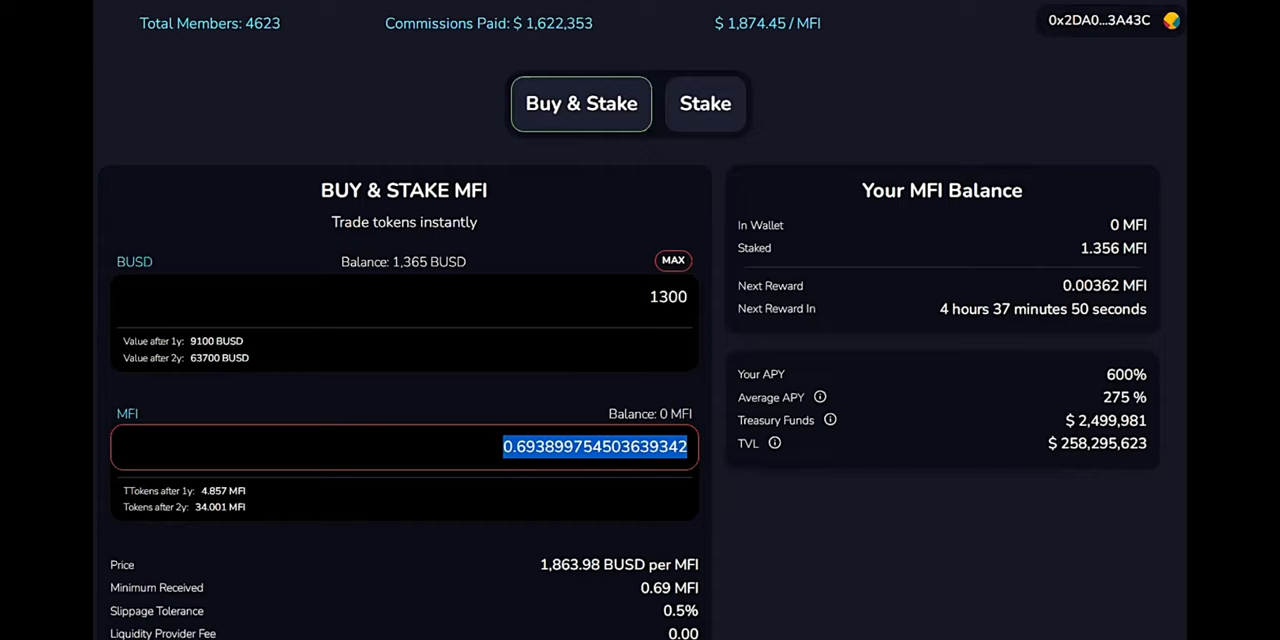 Total Members: 4623 Commissions Paid: $ 1,622,353 $ 1,874.45 / MFI 0x2DA0...3A43C
Buy & Stake Stake
BUY & STAKE MFI
Trade tokens instantly
BUSD Balance: 1,365 BUSD MAX
1300
Value after 1y: 9100 BUSD
Value after 2y: 63700 BUSD
MFI Balance: 0 MFI
0.693899754503639342
TTokens after 1y: 4.857 MFI
Tokens after 2y: 34.001 MFI
Price 1,863.98 BUSD per MFI
Minimum Received 0.69 MFI
Slippage Tolerance 0.5%
Liquidity Provider Fee 0.00
Your MFI Balance
In Wallet 0 MFI
Staked 1.356 MFI
Next Reward 0.00362 MFI
Next Reward In 4 hours 37 minutes 50 seconds
Your APY 600%
Average APY 275 %
Treasury Funds $ 2,499,981
TVL $ 258,295,623